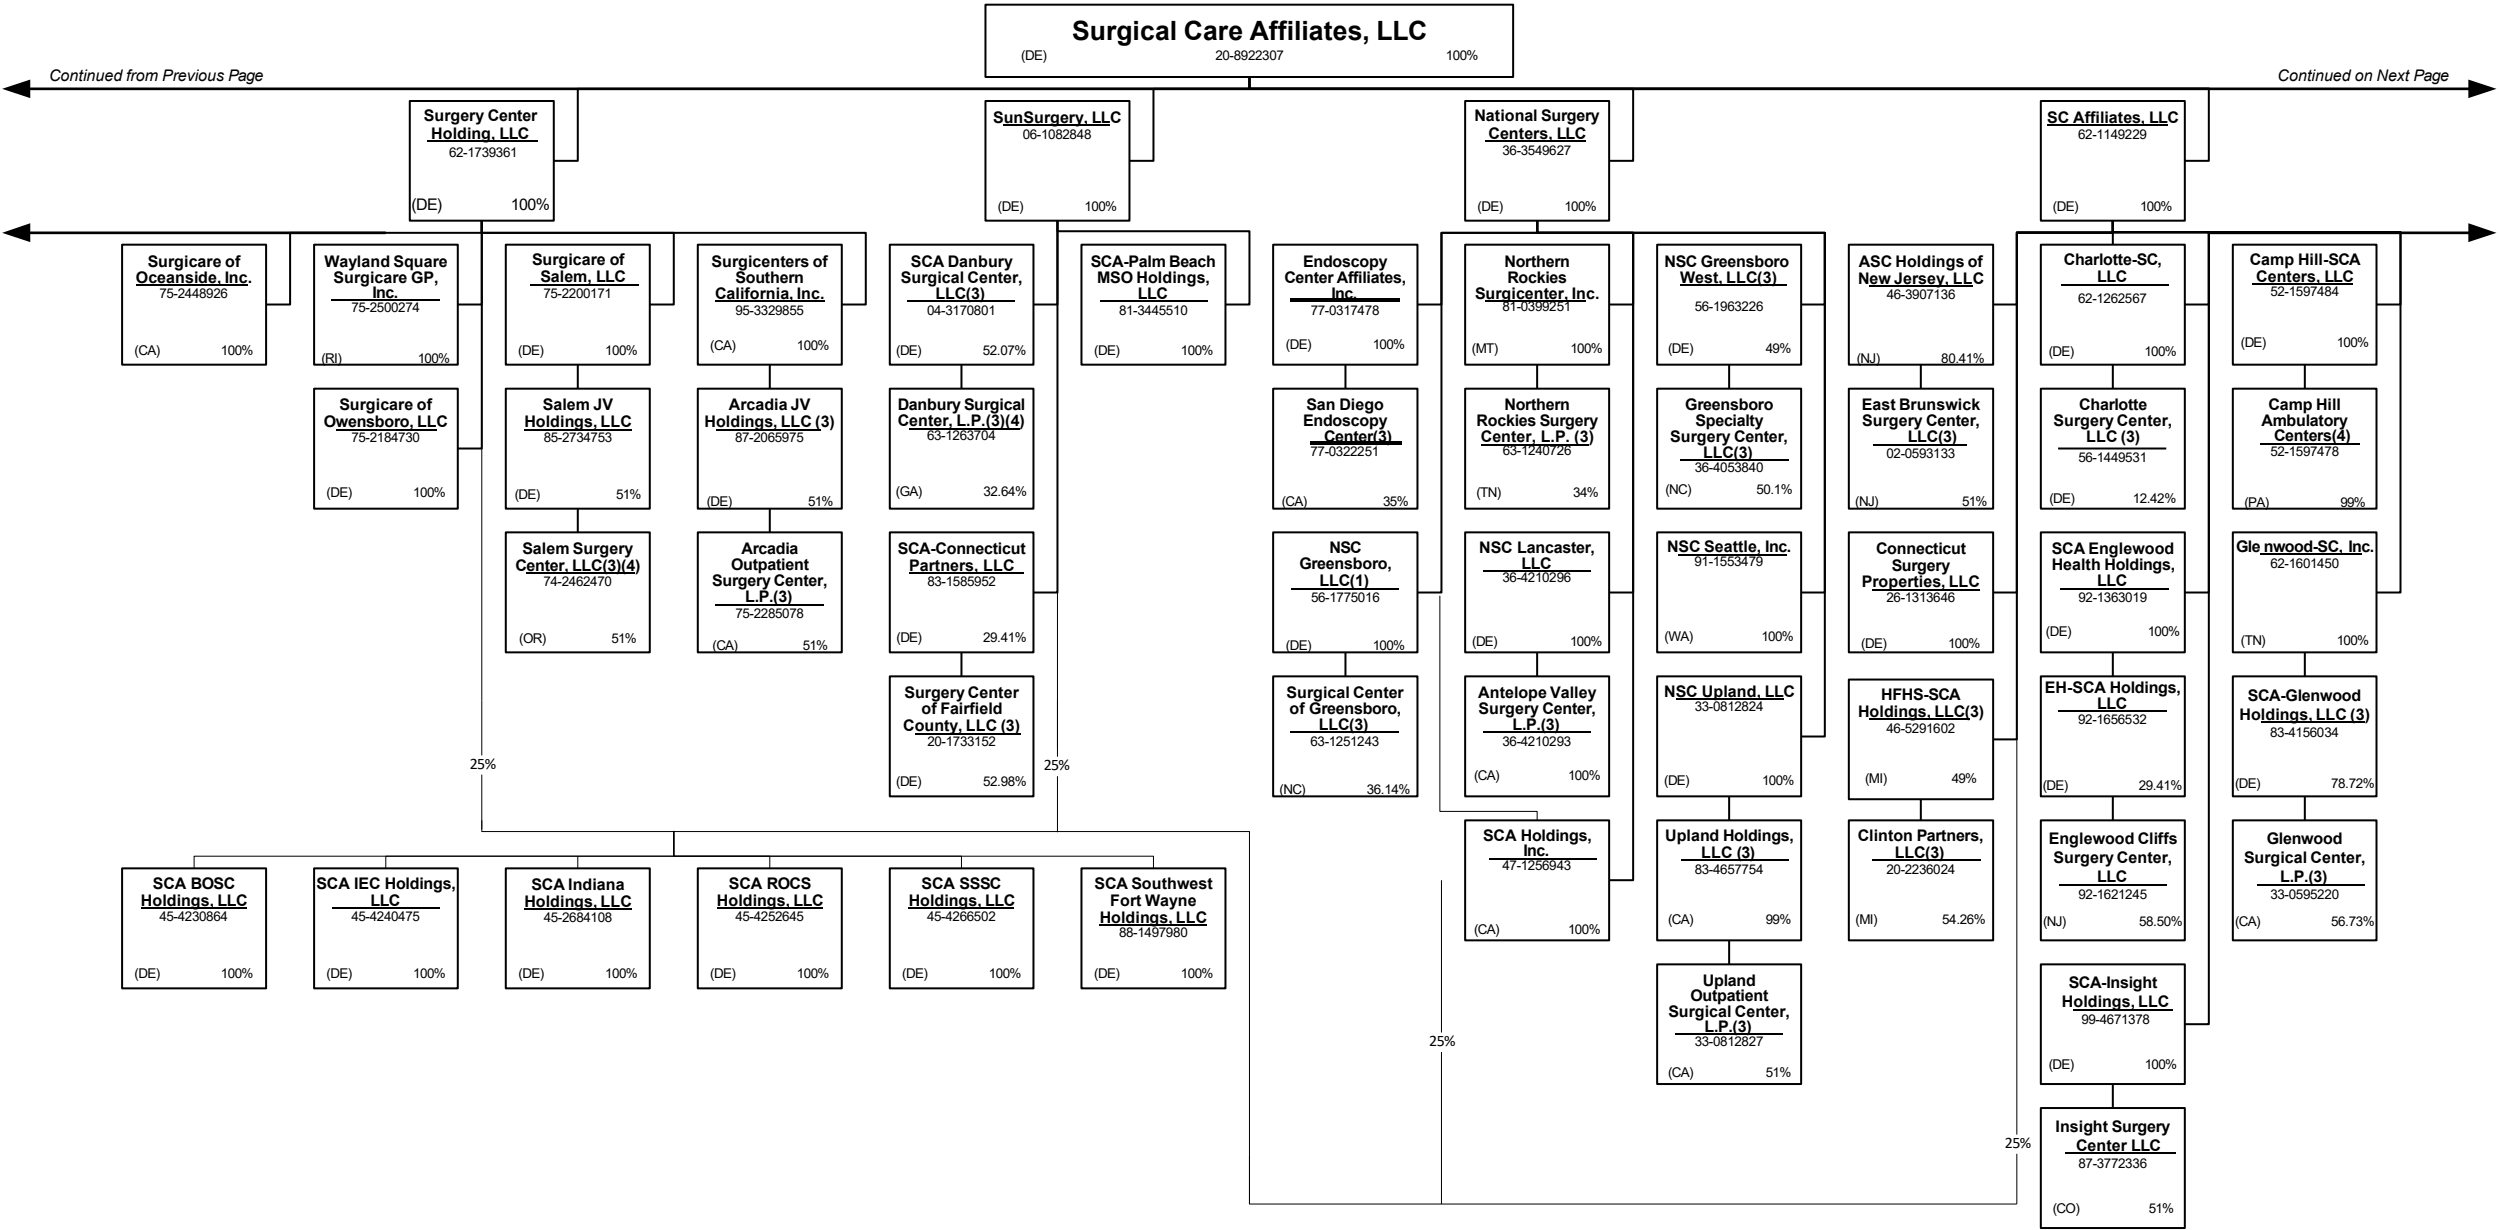 Surgical Care Affiliates, LLC
(DE) 20-8922307 100%
Continued from Previous Page
Continued on Next Page
Surgery Center
Holding, LLC
62-1739361
(DE) 100%
SunSurgery, LLC
06-1082848
(DE) 100%
National Surgery
Centers, LLC
36-3549627
(DE) 100%
SC Affiliates, LLC
62-1149229
(DE) 100%
Surgicare of
Oceanside, Inc.
75-2448926
(CA) 100%
Wayland Square
Surgicare GP,
Inc.
75-2500274
(RI) 100%
Surgicare of
Salem, LLC
75-2200171
(DE) 100%
Surgicenters of
Southern
California, Inc.
95-3329855
(CA) 100%
SCA Danbury
Surgical Center,
LLC(3)
04-3170801
(DE) 52.07%
SCA-Palm Beach
MSO Holdings,
LLC
81-3445510
(DE) 100%
Endoscopy
Center Affiliates,
Inc.
77-0317478
(DE) 100%
Northern
Rockies
Surgicenter, Inc.
81-0399251
(MT) 100%
NSC Greensboro
West, LLC(3)
56-1963226
(DE) 49%
ASC Holdings of
New Jersey, LLC
46-3907136
(NJ) 80.41%
Charlotte-SC,
LLC
62-1262567
(DE) 100%
Camp Hill-SCA
Centers, LLC
52-1597484
(DE) 100%
Surgicare of
Owensboro, LLC
75-2184730
(DE) 100%
Salem JV
Holdings, LLC
85-2734753
(DE) 51%
Arcadia JV
Holdings, LLC (3)
87-2065975
(DE) 51%
Danbury Surgical
Center, L.P.(3)(4)
63-1263704
(GA) 32.64%
San Diego
Endoscopy
Center(3)
77-0322251
(CA) 35%
Northern
Rockies Surgery
Center, L.P. (3)
63-1240726
(TN) 34%
Greensboro
Specialty
Surgery Center,
LLC(3)
36-4053840
(NC) 50.1%
East Brunswick
Surgery Center,
LLC(3)
02-0593133
(NJ) 51%
Charlotte
Surgery Center,
LLC (3)
56-1449531
(DE) 12.42%
Camp Hill
Ambulatory
Centers(4)
52-1597478
(PA) 99%
Salem Surgery
Center, LLC(3)(4)
74-2462470
(OR) 51%
Arcadia
Outpatient
Surgery Center,
L.P.(3)
75-2285078
(CA) 51%
SCA-Connecticut
Partners, LLC
83-1585952
(DE) 29.41%
NSC
Greensboro,
LLC(1)
56-1775016
(DE) 100%
NSC Lancaster,
LLC
36-4210296
(DE) 100%
NSC Seattle, Inc.
91-1553479
(WA) 100%
Connecticut
Surgery
Properties, LLC
26-1313646
(DE) 100%
SCA Englewood
Health Holdings,
LLC
92-1363019
(DE) 100%
Glenwood-SC, Inc.
62-1601450
(TN) 100%
Surgery Center
of Fairfield
County, LLC (3)
20-1733152
(DE) 52.98%
Surgical Center
of Greensboro,
LLC(3)
63-1251243
(NC) 36.14%
Antelope Valley
Surgery Center,
L.P.(3)
36-4210293
(CA) 100%
NSC Upland, LLC
33-0812824
(DE) 100%
HFHS-SCA
Holdings, LLC(3)
46-5291602
(MI) 49%
EH-SCA Holdings,
LLC
92-1656532
(DE) 29.41%
SCA-Glenwood
Holdings, LLC (3)
83-4156034
(DE) 78.72%
25%
25%
SCA Holdings,
Inc.
47-1256943
(CA) 100%
Upland Holdings,
LLC (3)
83-4657754
(CA) 99%
Clinton Partners,
LLC(3)
20-2236024
(MI) 54.26%
Englewood Cliffs
Surgery Center,
LLC
92-1621245
(NJ) 58.50%
Glenwood
Surgical Center,
L.P.(3)
33-0595220
(CA) 56.73%
SCA BOSC
Holdings, LLC
45-4230864
(DE) 100%
SCA IEC Holdings,
LLC
45-4240475
(DE) 100%
SCA Indiana
Holdings, LLC
45-2684108
(DE) 100%
SCA ROCS
Holdings, LLC
45-4252645
(DE) 100%
SCA SSSC
Holdings, LLC
45-4266502
(DE) 100%
SCA Southwest
Fort Wayne
Holdings, LLC
88-1497980
(DE) 100%
Upland
Outpatient
Surgical Center,
L.P.(3)
33-0812827
(CA) 51%
SCA-Insight
Holdings, LLC
99-4671378
(DE) 100%
25%
25%
Insight Surgery
Center LLC
87-3772336
(CO) 51%